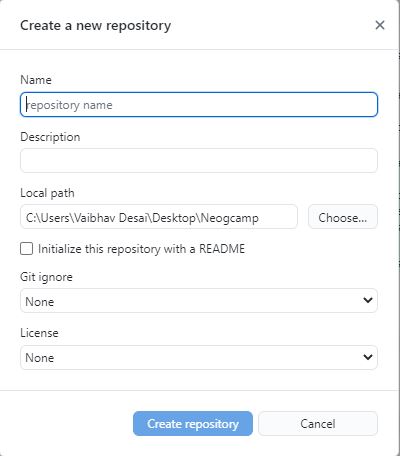 Create a new repository
Name
repository name
Description
Local path
C:\Users\Vaibhav Desai\Desktop\Neogcamp
Choose...
Initialize this repository with a README
Git ignore
None
License
None
Create repository
Cancel